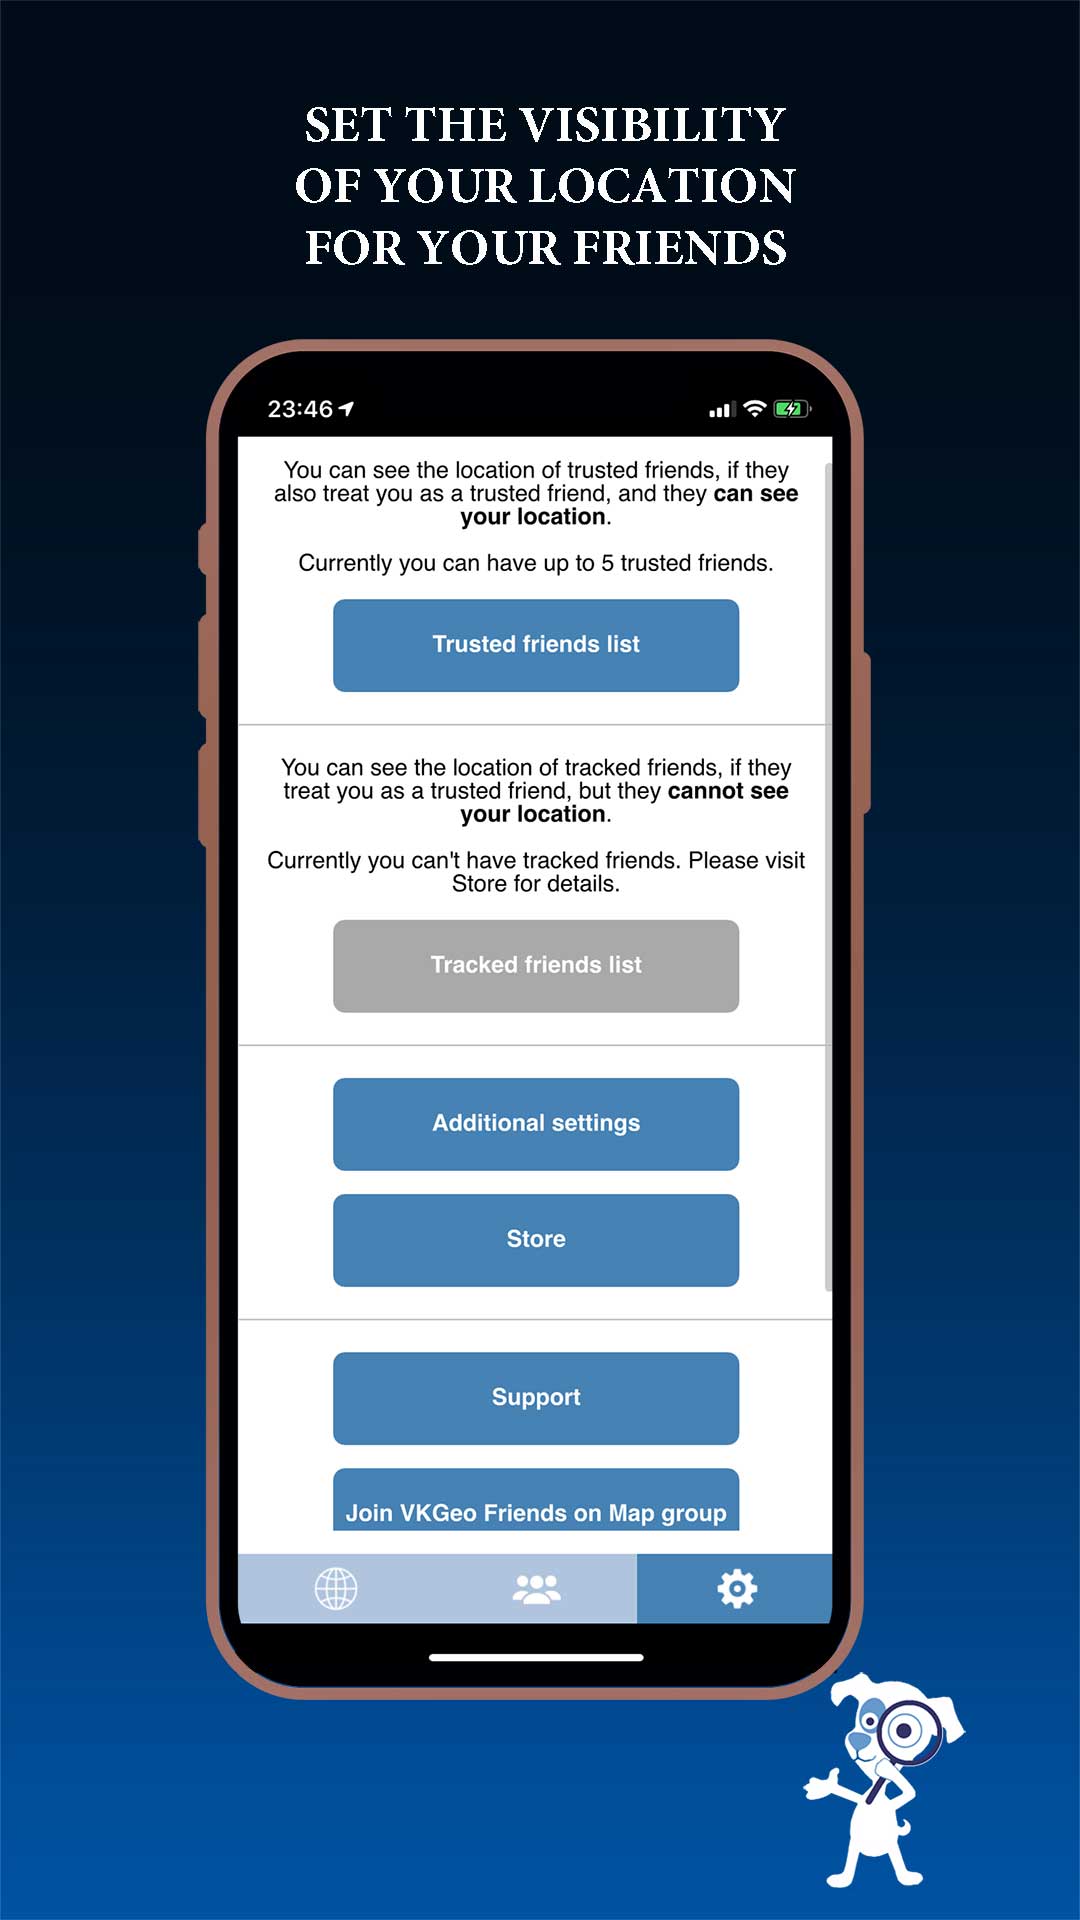 SET THE VISIBILITY
OF YOUR LOCATION
FOR YOUR FRIENDS
23:46
You can see the location of trusted friends, if they
also treat you as a trusted friend, and they can see
your location.
Currently you can have up to 5 trusted friends.
Trusted friends list
You can see the location of tracked friends, if they
treat you as a trusted friend, but they cannot see
your location.
Currently you can't have tracked friends. Please visit
Store for details.
Tracked friends list
Additional settings
Store
Support
Join VKGeo Friends on Map group